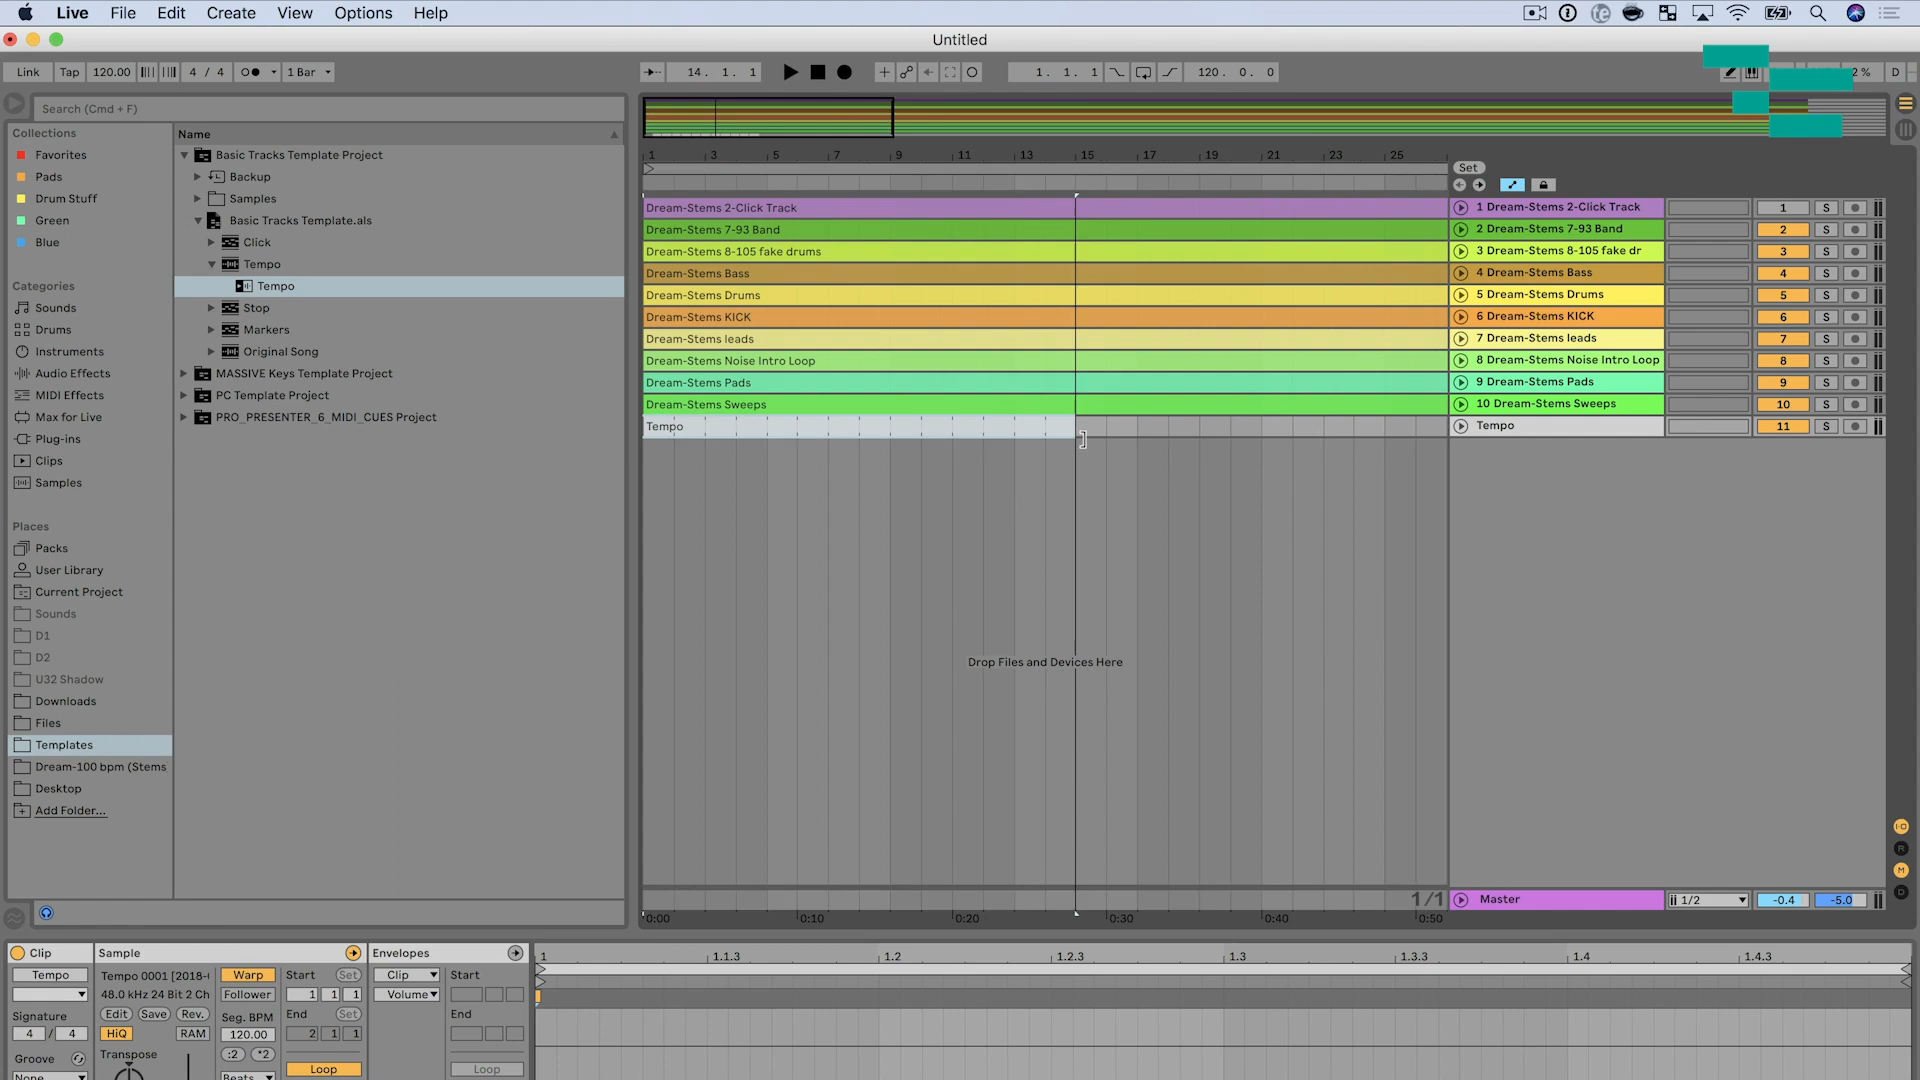 Live File Edit Create View Options Help
Untitled
Link Tap 120.00 4 / 4 1 Bar 14. 1. 1 1. 1. 1 120. 0. 0 2 % D
Search (Cmd + F)
Collections
Favorites
Pads
Drum Stuff
Green
Blue
Categories
Sounds
Drums
Instruments
Audio Effects
MIDI Effects
Max for Live
Plug-ins
Clips
Samples
Places
Packs
User Library
Current Project
Sounds
D1
D2
U32 Shadow
Downloads
Files
Templates
Dream-100 bpm (Stems
Desktop
Add Folder...
Name
Basic Tracks Template Project
Backup
Samples
Basic Tracks Template.als
Click
Tempo
Tempo
Stop
Markers
Original Song
MASSIVE Keys Template Project
PC Template Project
PRO_PRESENTER_6_MIDI_CUES Project
1 3 5 7 9 11 13 15 17 19 21 23 25
Set
Dream-Stems 2-Click Track 1 Dream-Stems 2-Click Track 1 S
Dream-Stems 7-93 Band 2 Dream-Stems 7-93 Band 2 S
Dream-Stems 8-105 fake drums 3 Dream-Stems 8-105 fake dr 3 S
Dream-Stems Bass 4 Dream-Stems Bass 4 S
Dream-Stems Drums 5 Dream-Stems Drums 5 S
Dream-Stems KICK 6 Dream-Stems KICK 6 S
Dream-Stems leads 7 Dream-Stems leads 7 S
Dream-Stems Noise Intro Loop 8 Dream-Stems Noise Intro Loop 8 S
Dream-Stems Pads 9 Dream-Stems Pads 9 S
Dream-Stems Sweeps 10 Dream-Stems Sweeps 10 S
Tempo Tempo 11 S
Drop Files and Devices Here
I·O
R
M
D
1/1 Master 1/2 -0.4 -5.0
0:00 0:10 0:20 0:30 0:40 0:50
Clip Sample Envelopes 1 1.1.3 1.2 1.2.3 1.3 1.3.3 1.4 1.4.3
Tempo Tempo 0001 [2018- Warp Start Set Clip Start
48.0 kHz 24 Bit 2 Ch Follower 1 1 1 Volume
Signature Edit Save Rev. Seg. BPM End Set End
4 / 4 HiQ RAM 120.00 2 1 1
Groove Transpose :2 *2
None Beats Loop Loop